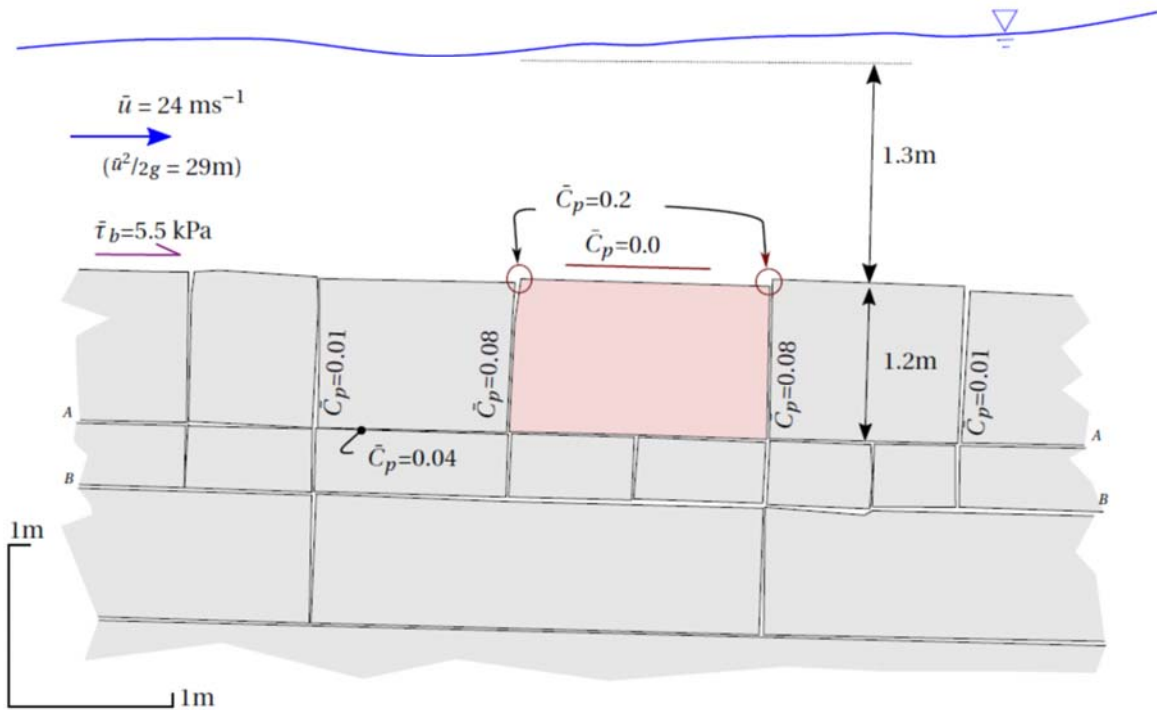 ū = 24 ms⁻¹
(ū²/2g = 29m)
τ̄b=5.5 kPa
C̄p=0.2
C̄p=0.0
1.3m
C̄p=0.01
C̄p=0.08
C̄p=0.08
1.2m
C̄p=0.01
A
A
C̄p=0.04
B
B
1m
1m